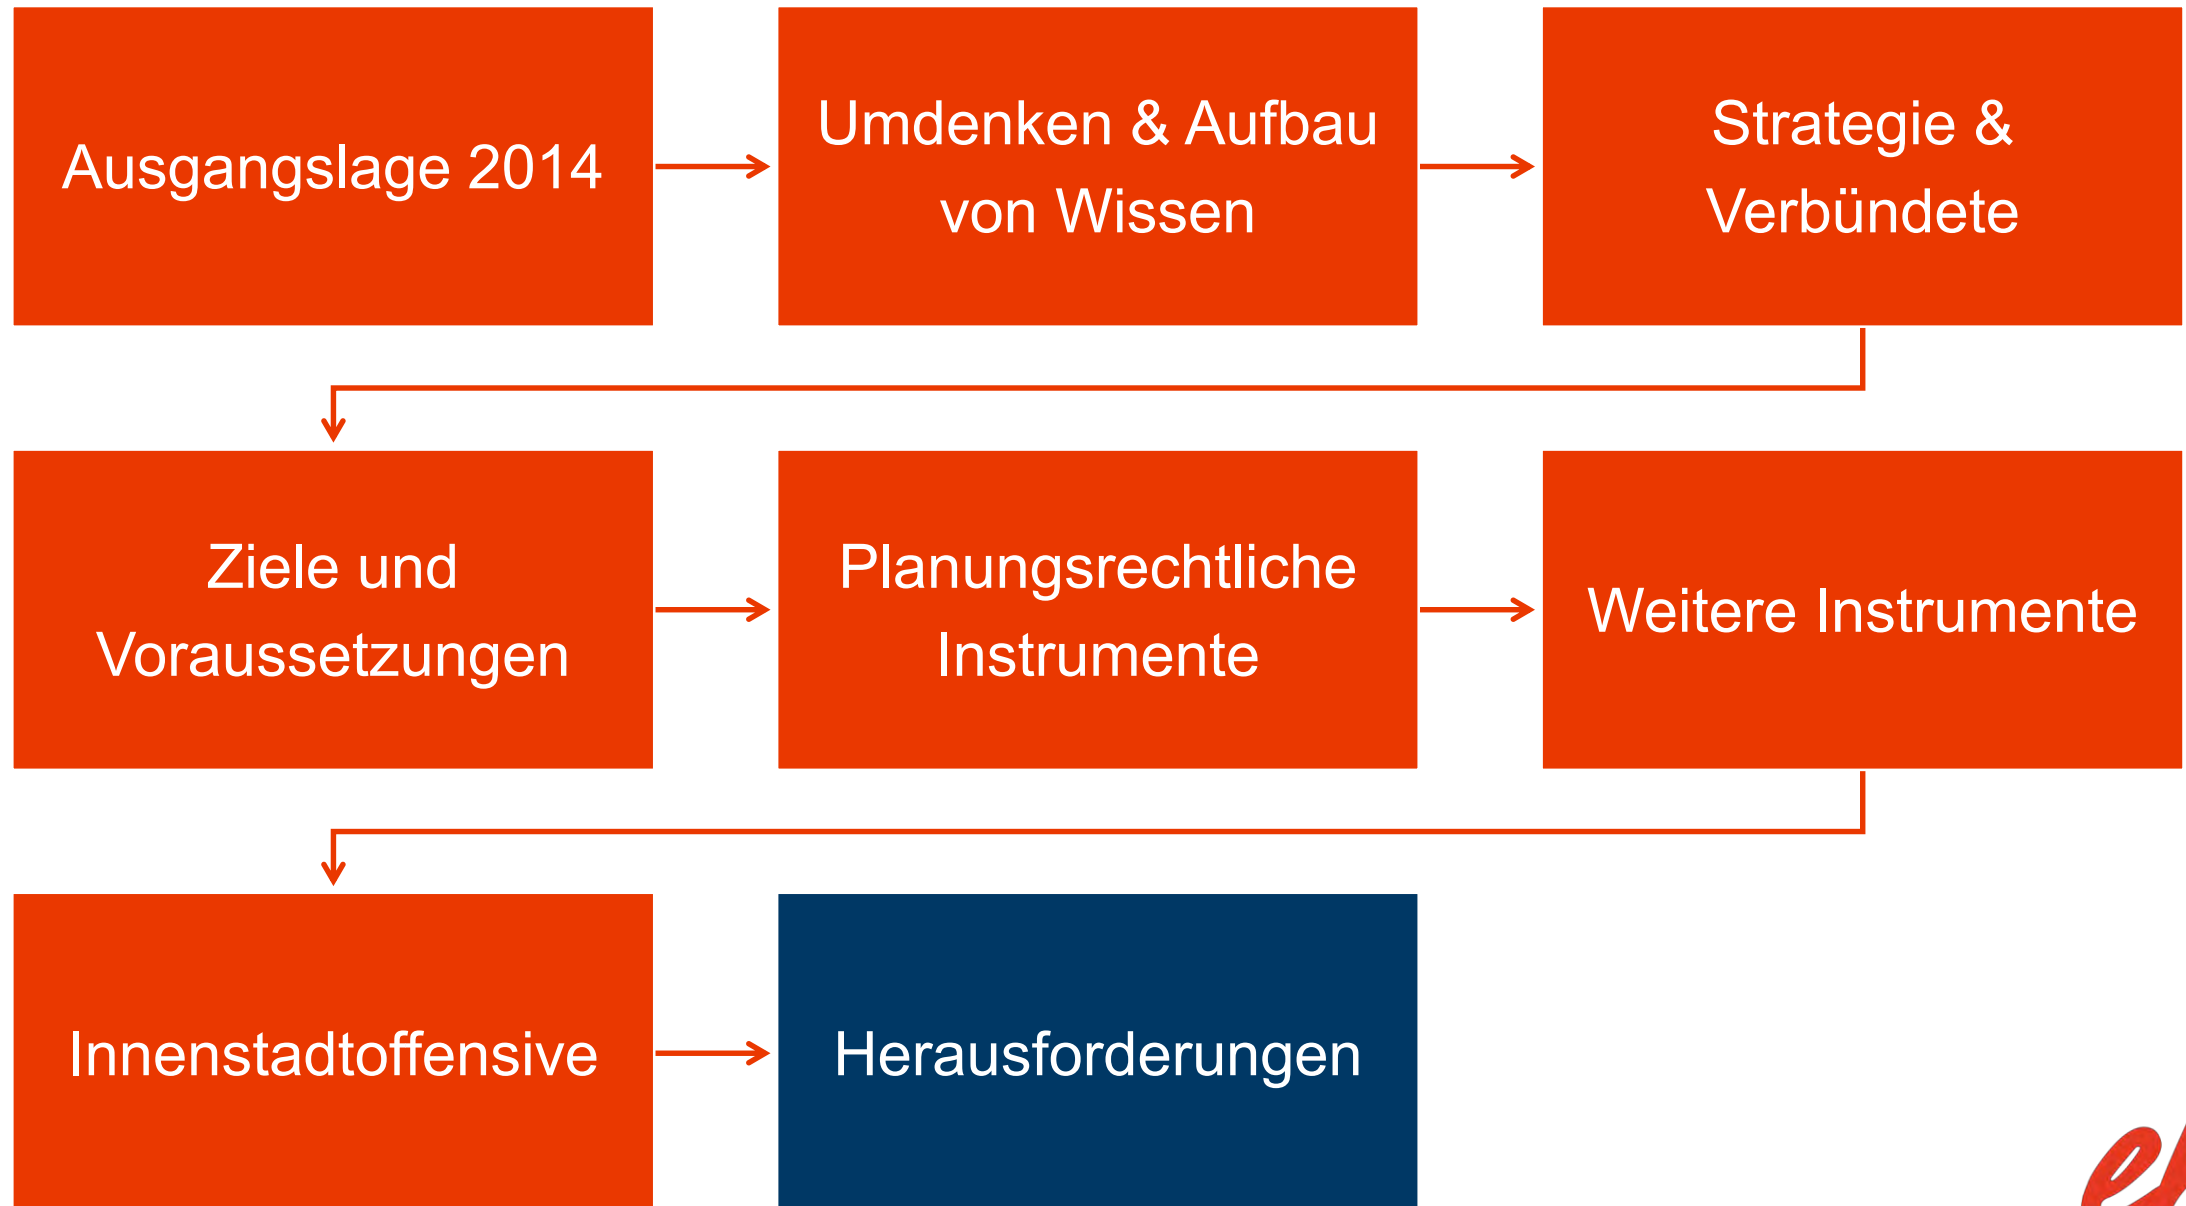 Ausgangslage 2014
Umdenken & Aufbau
von Wissen
Strategie &
Verbündete
Ziele und
Voraussetzungen
Planungsrechtliche
Instrumente
Weitere Instrumente
Innenstadtoffensive
Herausforderungen